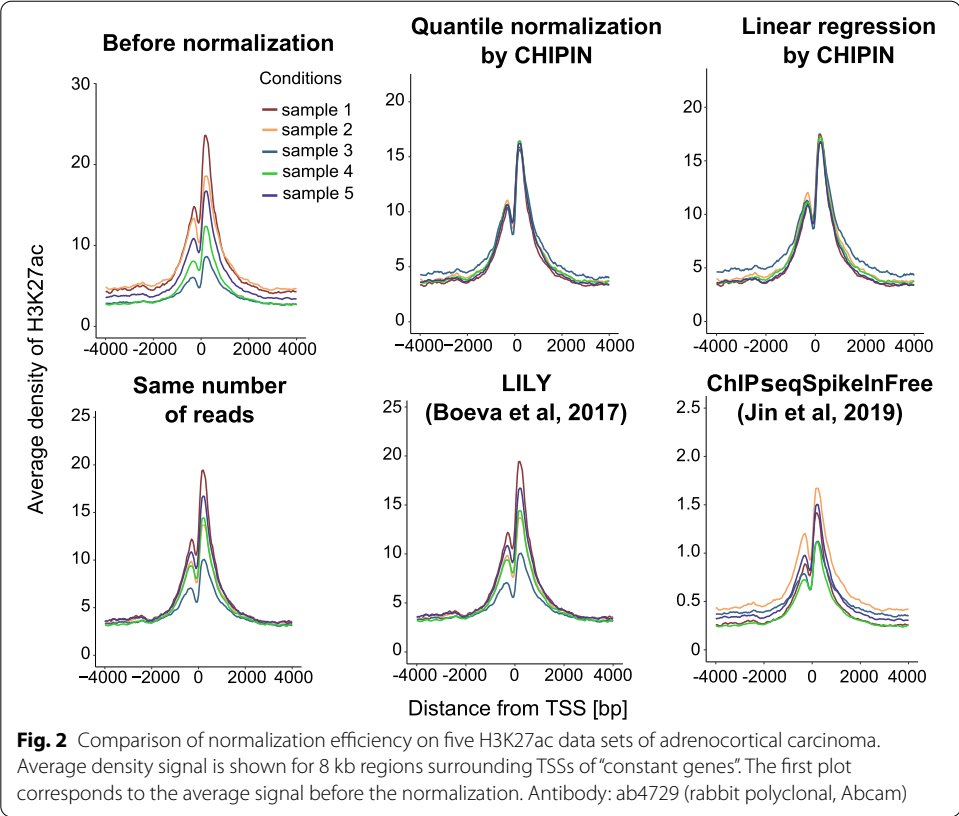 Before normalization
Quantile normalization
by CHIPIN
Linear regression
by CHIPIN
Conditions
sample 1
sample 2
sample 3
sample 4
sample 5
30
20
10
0
-4000 -2000 0 2000 4000
20
15
10
5
0
−4000−2000 0 2000 4000
20
15
10
5
0
-4000 -2000 0 2000 4000
Average density of H3K27ac
Same number
of reads
LILY
(Boeva et al, 2017)
ChIPseqSpikeInFree
(Jin et al, 2019)
25
20
15
10
5
0
−4000 −2000 0 2000 4000
25
20
15
10
5
0
-4000 -2000 0 2000 4000
2.5
2.0
1.5
1.0
0.5
0.0
-4000 -2000 0 2000 4000
Distance from TSS [bp]
Fig. 2 Comparison of normalization efficiency on five H3K27ac data sets of adrenocortical carcinoma.
Average density signal is shown for 8 kb regions surrounding TSSs of “constant genes”. The first plot
corresponds to the average signal before the normalization. Antibody: ab4729 (rabbit polyclonal, Abcam)